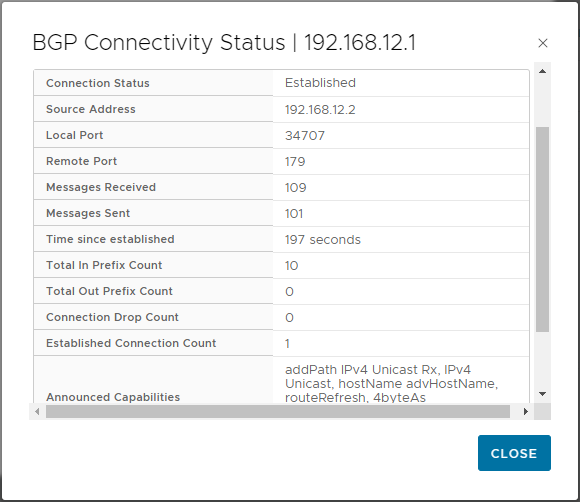 BGP Connectivity Status | 192.168.12.1
Connection Status Established
Source Address 192.168.12.2
Local Port 34707
Remote Port 179
Messages Received 109
Messages Sent 101
Time since established 197 seconds
Total In Prefix Count 10
Total Out Prefix Count 0
Connection Drop Count 0
Established Connection Count 1
Announced Capabilities addPath IPv4 Unicast Rx, IPv4
Unicast, hostName advHostName,
routeRefresh, 4byteAs
CLOSE